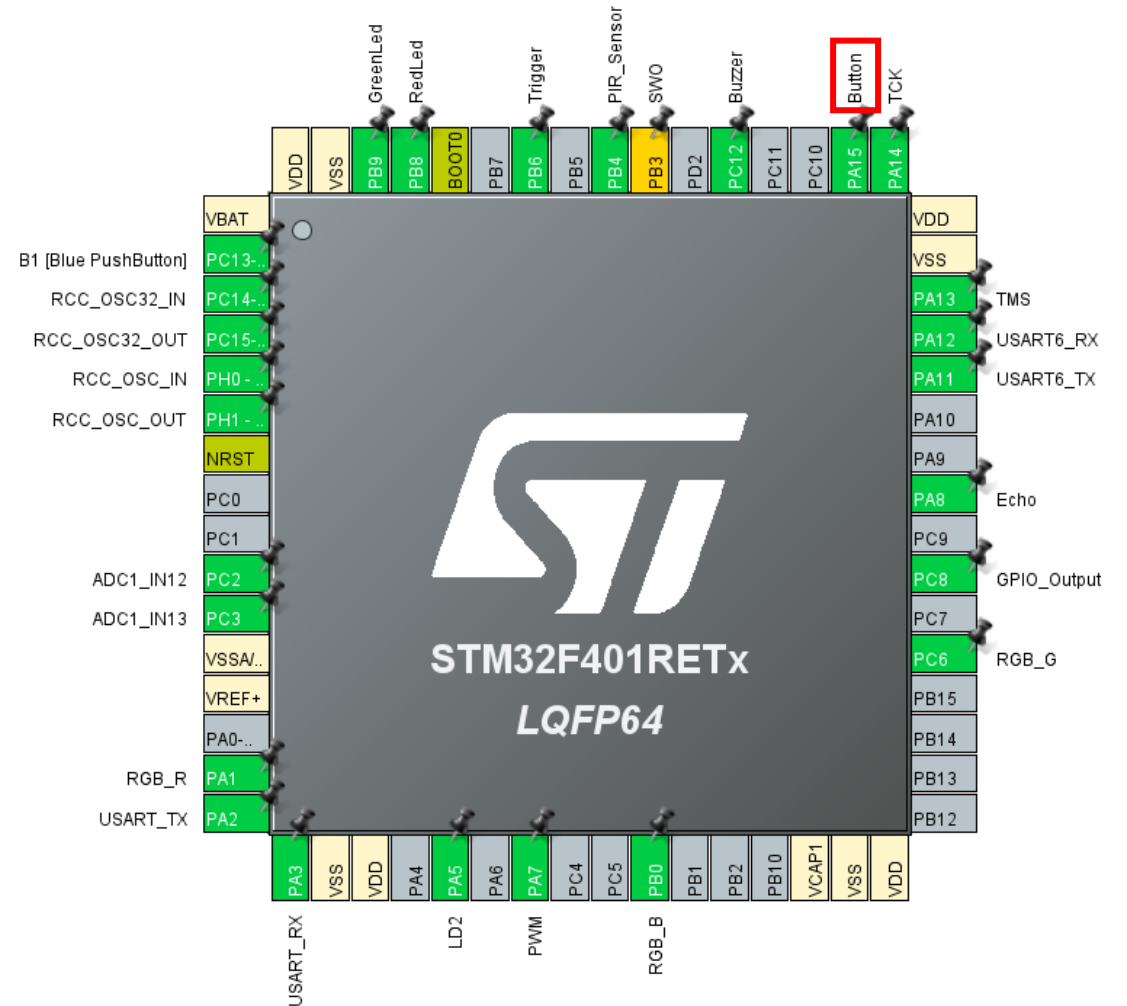 GreenLed
RedLed
Trigger
PIR_Sensor
SWO
Buzzer
Button
TCK
VDD
VSS
PB9
PB8
BOOT0
PB7
PB6
PB5
PB4
PB3
PD2
PC12
PC11
PC10
PA15
PA14
VBAT
B1 [Blue PushButton] PC13-..
RCC_OSC32_IN PC14-..
RCC_OSC32_OUT PC15-..
RCC_OSC_IN PH0 - ..
RCC_OSC_OUT PH1 - ..
NRST
PC0
PC1
ADC1_IN12 PC2
ADC1_IN13 PC3
VSSA/..
VREF+
PA0-..
RGB_R PA1
USART_TX PA2
ST
STM32F401RETx
LQFP64
VDD
VSS
PA13 TMS
PA12 USART6_RX
PA11 USART6_TX
PA10
PA9
PA8 Echo
PC9
PC8 GPIO_Output
PC7
PC6 RGB_G
PB15
PB14
PB13
PB12
PA3
VSS
VDD
PA4
PA5
PA6
PA7
PC4
PC5
PB0
PB1
PB2
PB10
VCAP1
VSS
VDD
USART_RX
LD2
PWM
RGB_B